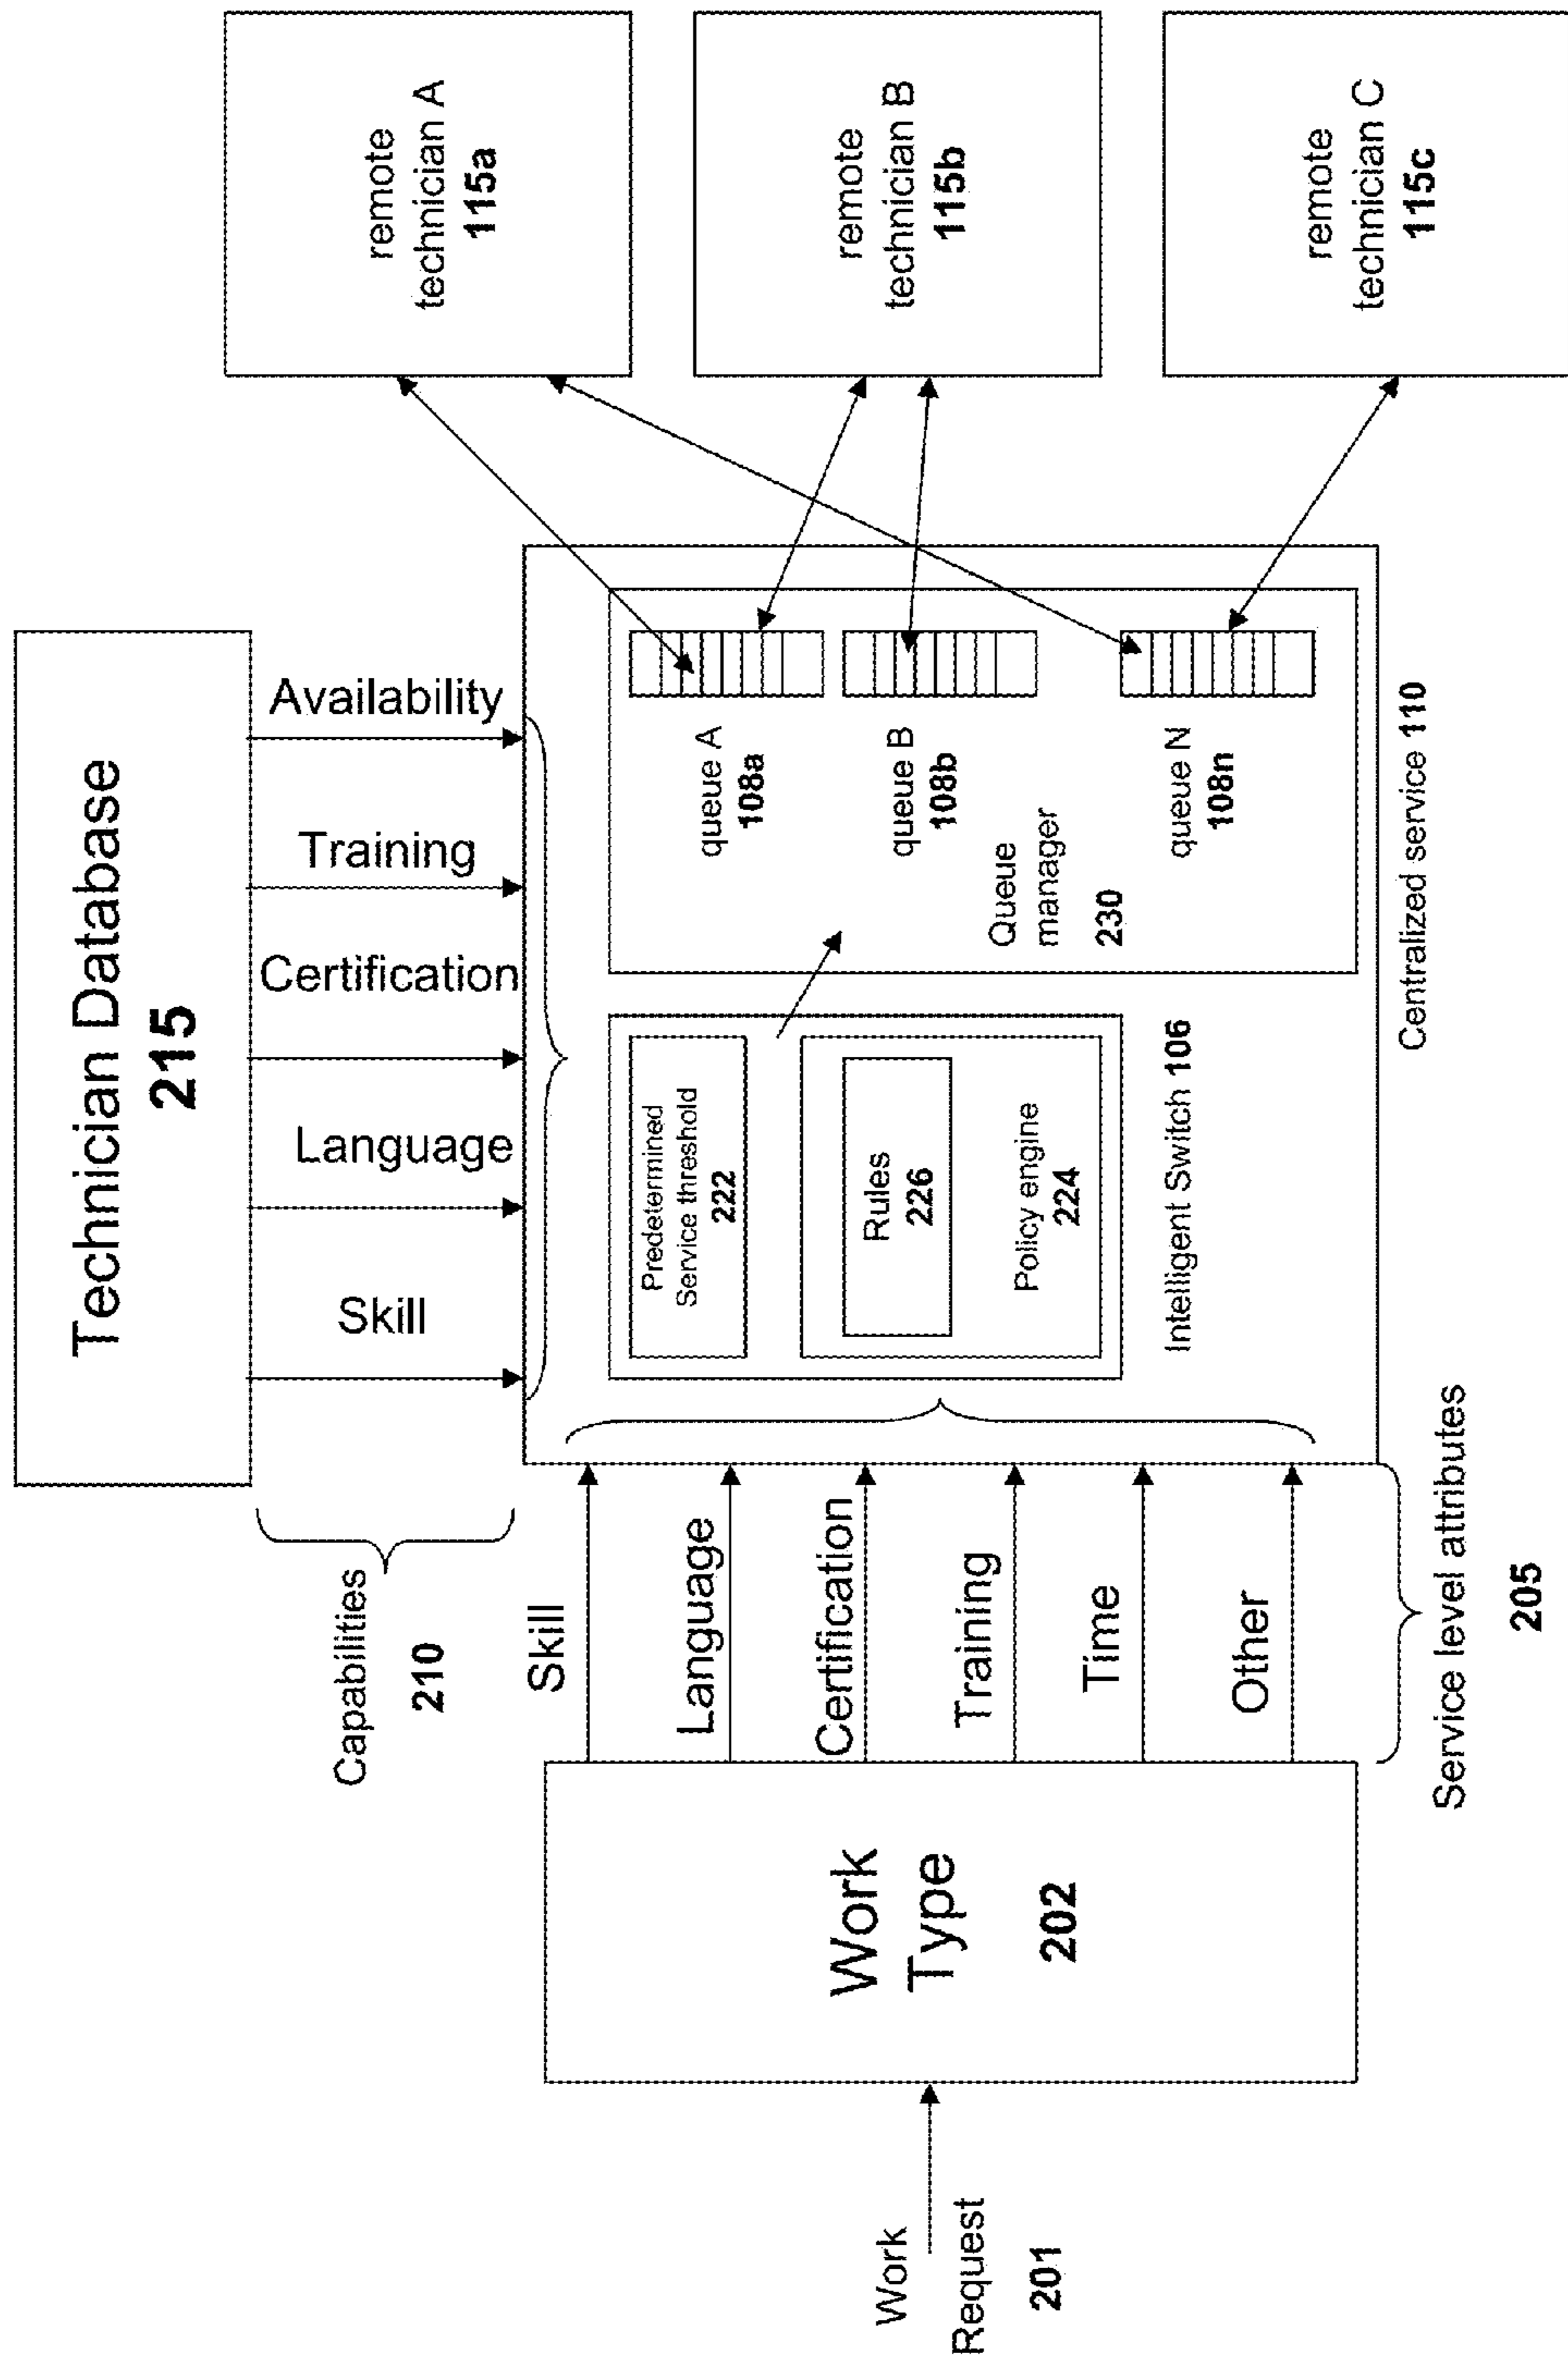 Technician Database
215
Capabilities
210
Skill
Language
Certification
Training
Availability
Work
Request
201
Work
Type
202
Skill
Language
Certification
Training
Time
Other
Service level attributes
205
Predetermined
Service threshold
222
Rules
226
Policy engine
224
Intelligent Switch 106
queue A
108a
queue B
108b
Queue
manager
230
queue N
108n
Centralized service 110
remote
technician A
115a
remote
technician B
115b
remote
technician C
115c